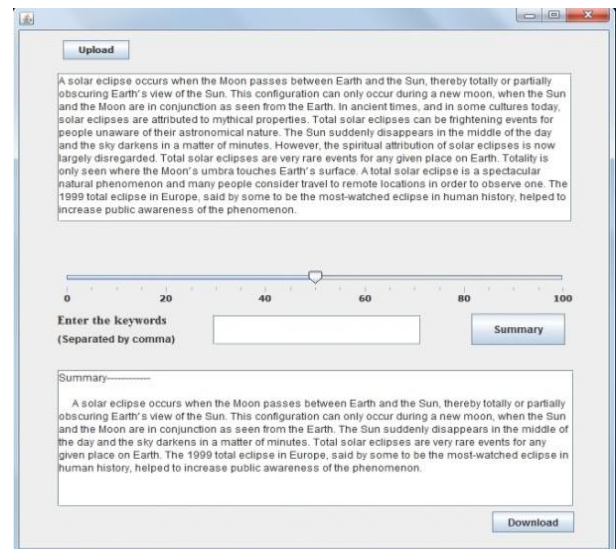 Upload
A solar eclipse occurs when the Moon passes between Earth and the Sun, thereby totally or partially
obscuring Earth's view of the Sun. This configuration can only occur during a new moon, when the Sun
and the Moon are in conjunction as seen from the Earth. In ancient times, and in some cultures today,
solar eclipses are attributed to mythical properties. Total solar eclipses can be frightening events for
people unaware of their astronomical nature. The Sun suddenly disappears in the middle of the day
and the sky darkens in a matter of minutes. However, the spiritual attribution of solar eclipses is now
largely disregarded. Total solar eclipses are very rare events for any given place on Earth. Totality is
only seen where the Moon's umbra touches Earth's surface. A total solar eclipse is a spectacular
natural phenomenon and many people consider travel to remote locations in order to observe one. The
1999 total eclipse in Europe, said by some to be the most-watched eclipse in human history, helped to
increase public awareness of the phenomenon.
0 20 40 60 80 100
Enter the keywords
(Separated by comma)
Summary
Summary-------------
A solar eclipse occurs when the Moon passes between Earth and the Sun, thereby totally or partially
obscuring Earth's view of the Sun. This configuration can only occur during a new moon, when the Sun
and the Moon are in conjunction as seen from the Earth. The Sun suddenly disappears in the middle of
the day and the sky darkens in a matter of minutes. Total solar eclipses are very rare events for any
given place on Earth. The 1999 total eclipse in Europe, said by some to be the most-watched eclipse in
human history, helped to increase public awareness of the phenomenon.
Download